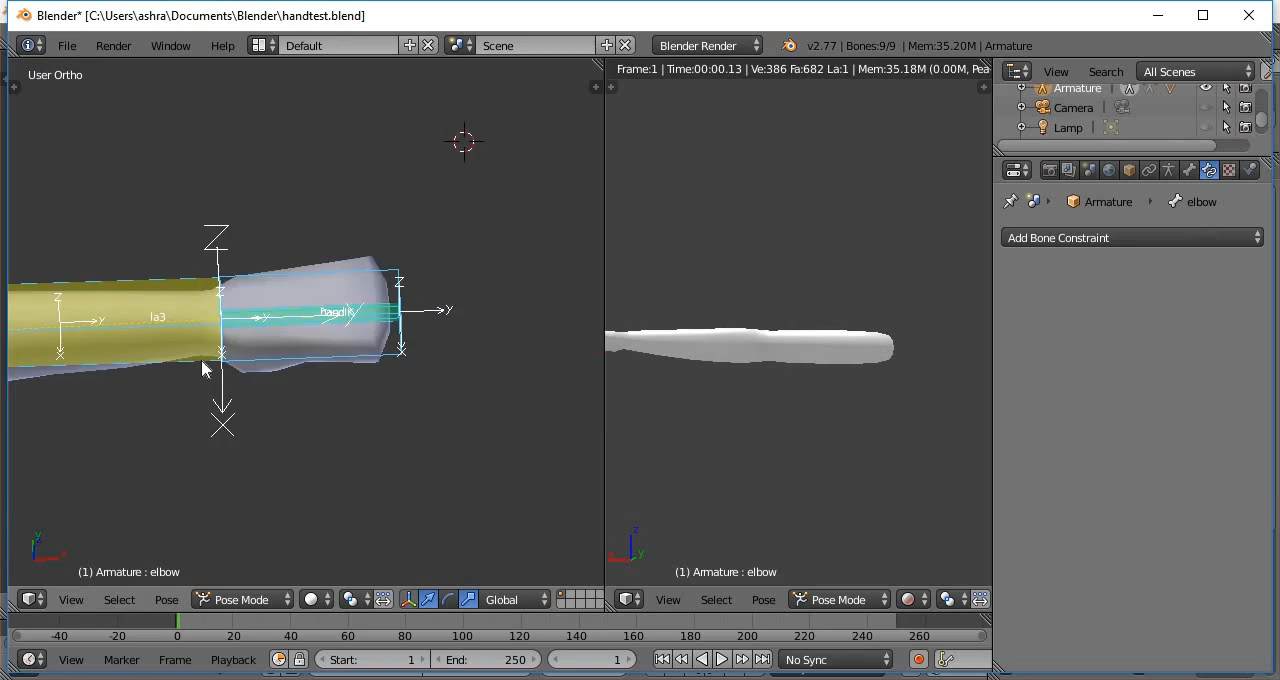 Blender* [C:\Users\ashra\Documents\Blender\handtest.blend]
File Render Window Help Default Scene Blender Render v2.77 | Bones:9/9 | Mem:35.20M | Armature
User Ortho
Frame:1 | Time:00:00.13 | Ve:386 Fa:682 La:1 | Mem:35.18M (0.00M, Pea
View Search All Scenes
Armature
Camera
Lamp
Armature elbow
Add Bone Constraint
Z
Z
Z
Z
y
la3
y
handIK
y
X
X
X
X
y
x
z
x
y
(1) Armature : elbow
(1) Armature : elbow
View Select Pose Pose Mode Global
View Select Pose Pose Mode
-40 -20 0 20 40 60 80 100 120 140 160 180 200 220 240 260
View Marker Frame Playback Start: 1 End: 250 1 No Sync